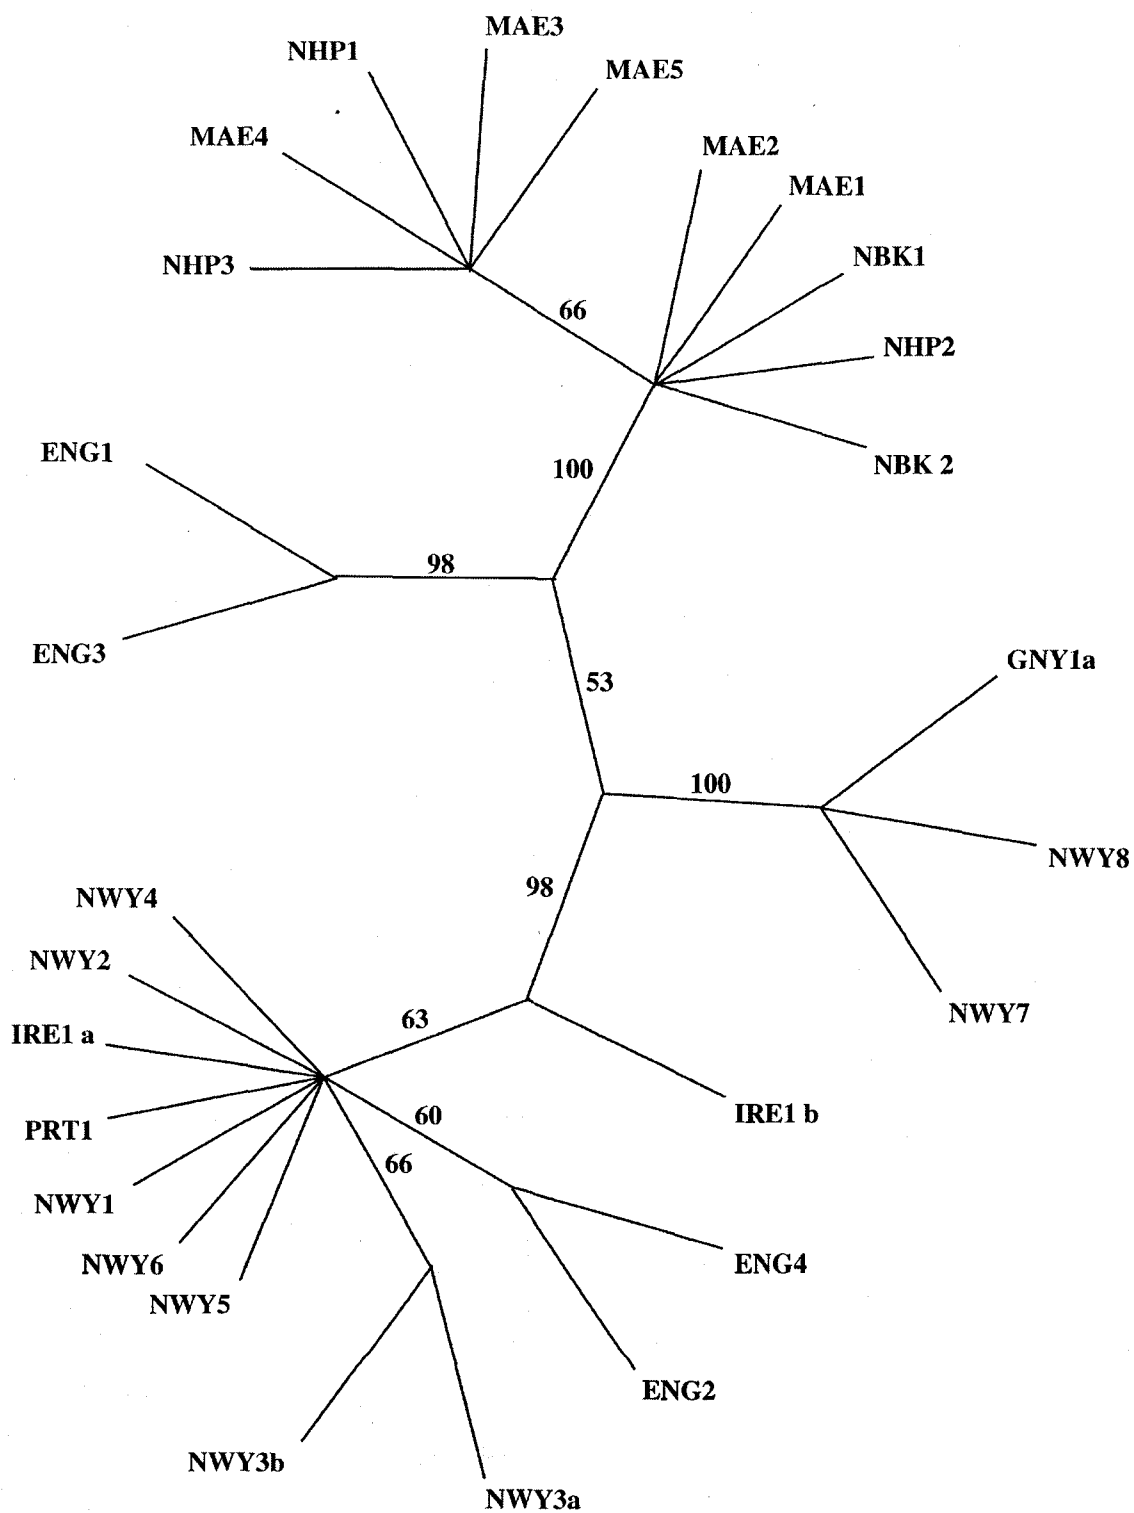 MAE3
NHP1
MAE5
MAE4
MAE2
MAE1
NHP3
NBK1
66
NHP2
ENG1
NBK 2
100
98
ENG3
GNY1a
53
100
NWY8
98
NWY4
NWY2
NWY7
IRE1 a
63
IRE1 b
60
PRT1
66
NWY1
NWY6
ENG4
NWY5
ENG2
NWY3b
NWY3a